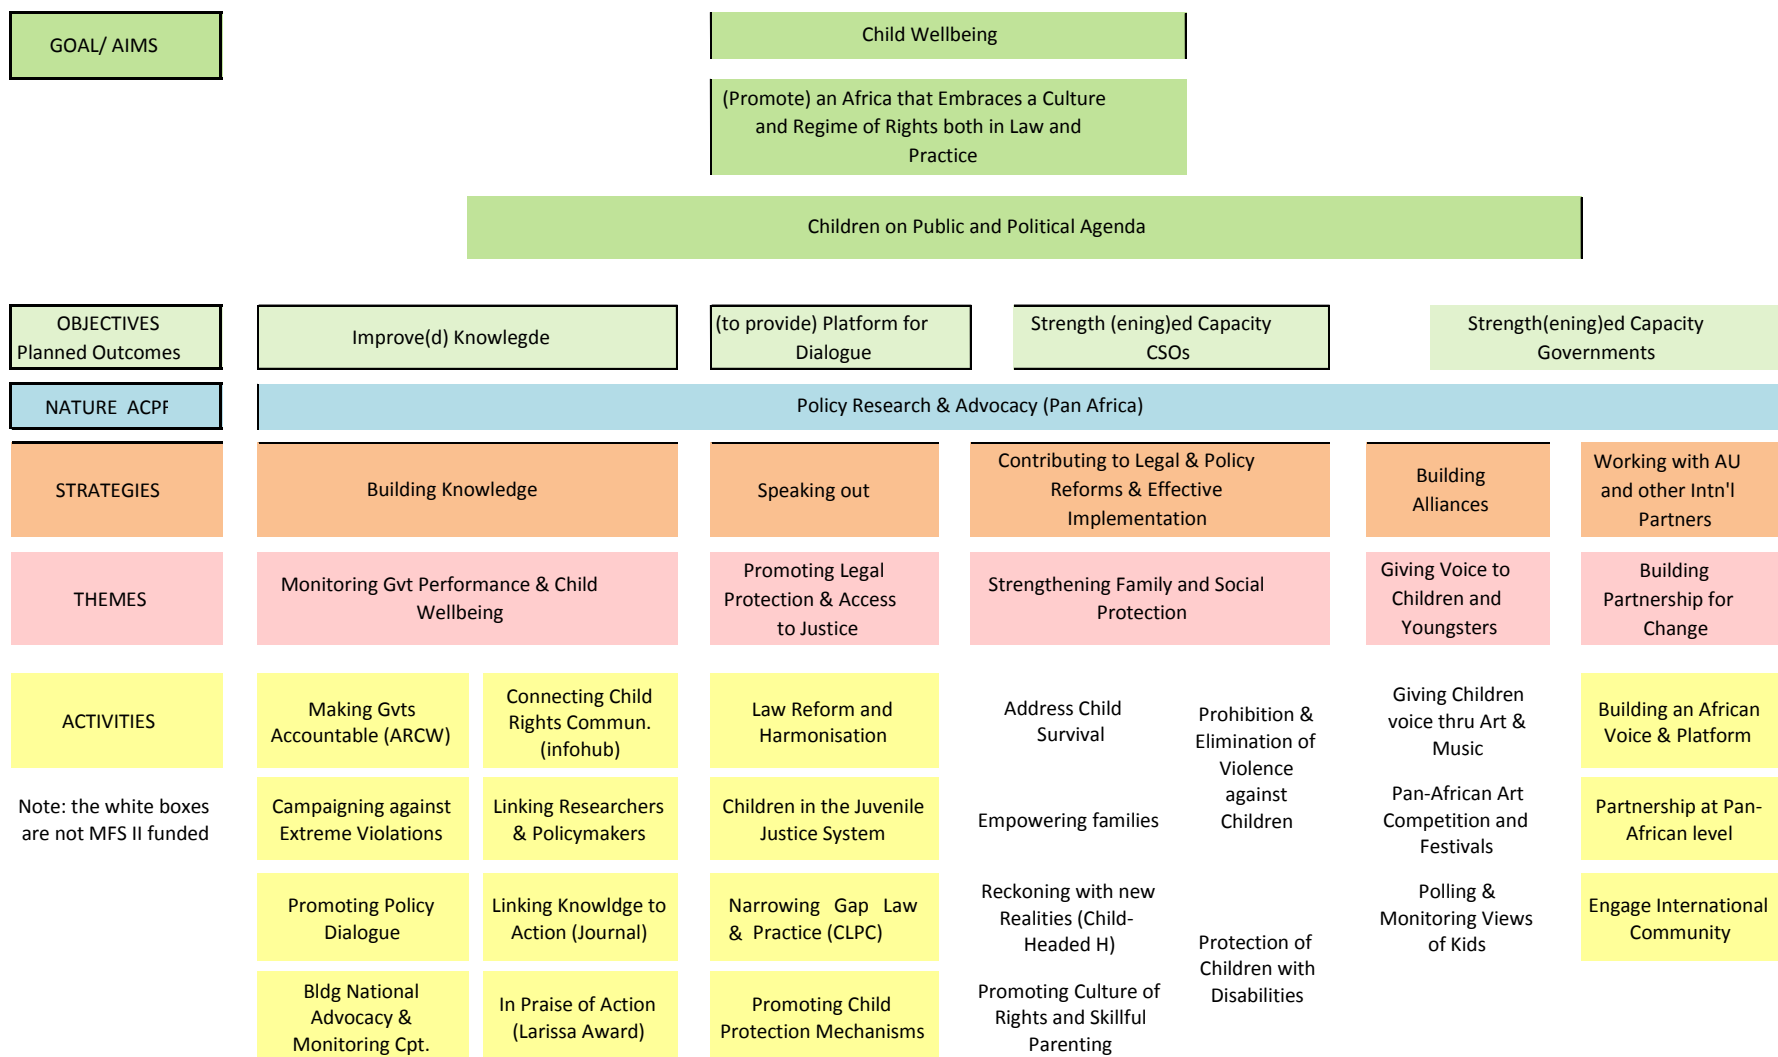 GOAL/ AIMS
Child Wellbeing
(Promote) an Africa that Embraces a Culture
and Regime of Rights both in Law and
Practice
Children on Public and Political Agenda
OBJECTIVES
Planned Outcomes
Improve(d) Knowlegde
(to provide) Platform for
Dialogue
Strength (ening)ed Capacity
CSOs
Strength(ening)ed Capacity
Governments
NATURE ACPF
Policy Research & Advocacy (Pan Africa)
STRATEGIES
Building Knowledge
Speaking out
Contributing to Legal & Policy
Reforms & Effective
Implementation
Building
Alliances
Working with AU
and other Intn'l
Partners
THEMES
Monitoring Gvt Performance & Child
Wellbeing
Promoting Legal
Protection & Access
to Justice
Strengthening Family and Social
Protection
Giving Voice to
Children and
Youngsters
Building
Partnership for
Change
ACTIVITIES
Making Gvts
Accountable (ARCW)
Connecting Child
Rights Commun.
(infohub)
Law Reform and
Harmonisation
Address Child
Survival
Prohibition &
Elimination of
Violence
against
Children
Giving Children
voice thru Art &
Music
Building an African
Voice & Platform
Note: the white boxes
are not MFS II funded
Campaigning against
Extreme Violations
Linking Researchers
& Policymakers
Children in the Juvenile
Justice System
Empowering families
Pan-African Art
Competition and
Festivals
Partnership at Pan-
African level
Promoting Policy
Dialogue
Linking Knowldge to
Action (Journal)
Narrowing Gap Law
& Practice (CLPC)
Reckoning with new
Realities (Child-
Headed H)
Protection of
Children with
Disabilities
Polling &
Monitoring Views
of Kids
Engage International
Community
Bldg National
Advocacy &
Monitoring Cpt.
In Praise of Action
(Larissa Award)
Promoting Child
Protection Mechanisms
Promoting Culture of
Rights and Skillful
Parenting